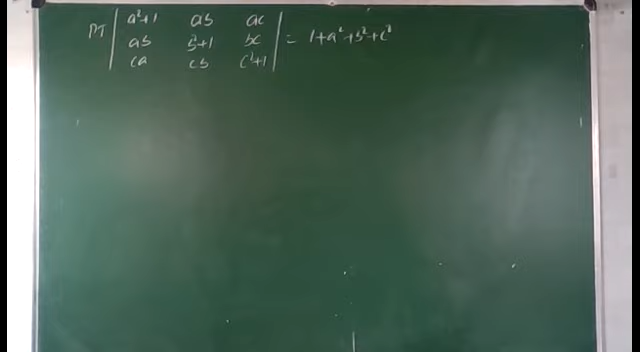 PT | a²+1 ab ac |
| ab b²+1 bc | = 1+a²+b²+c²
| ca cb c²+1 |